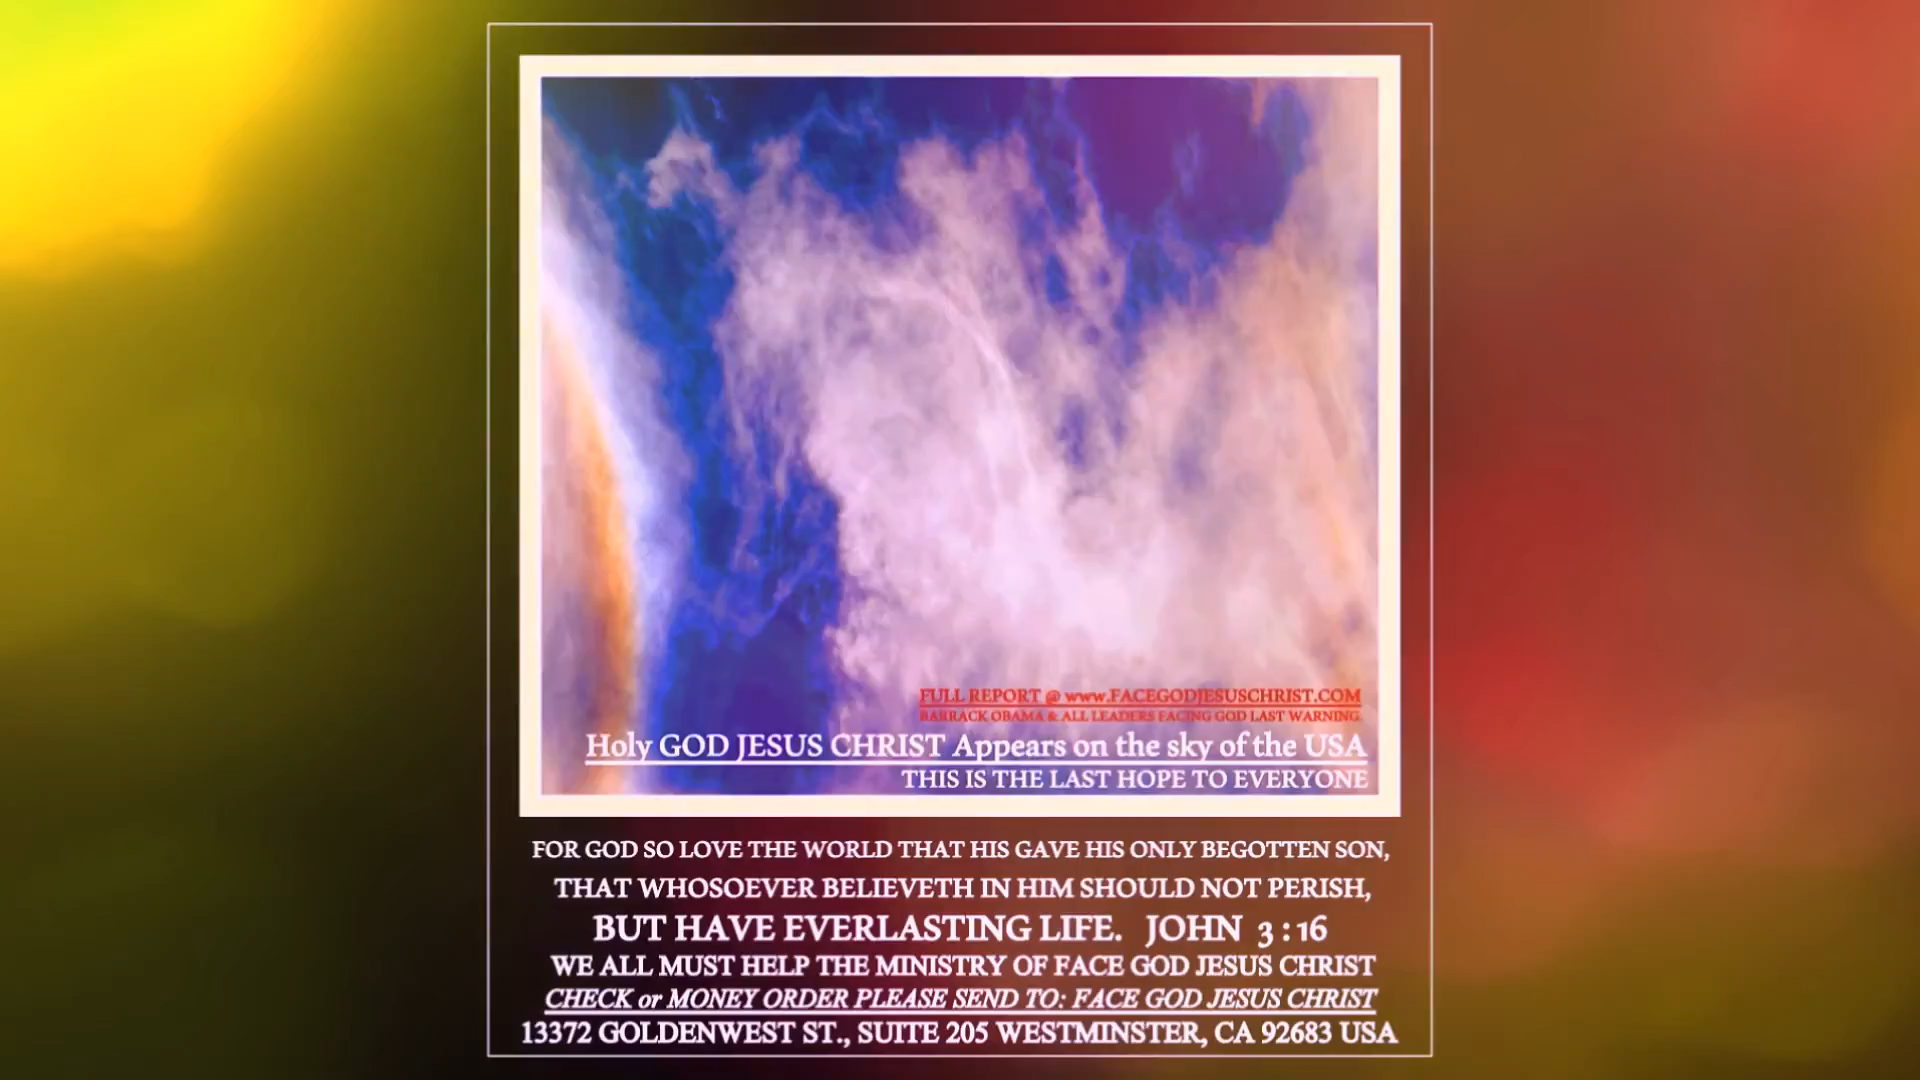 FULL REPORT @ www.FACEGODJESUSCHRIST.COM
BARRACK OBAMA & ALL LEADERS FACING GOD LAST WARNING.
Holy GOD JESUS CHRIST Appears on the sky of the USA
THIS IS THE LAST HOPE TO EVERYONE
FOR GOD SO LOVE THE WORLD THAT HIS GAVE HIS ONLY BEGOTTEN SON,
THAT WHOSOEVER BELIEVETH IN HIM SHOULD NOT PERISH,
BUT HAVE EVERLASTING LIFE. JOHN 3 : 16
WE ALL MUST HELP THE MINISTRY OF FACE GOD JESUS CHRIST
CHECK or MONEY ORDER PLEASE SEND TO: FACE GOD JESUS CHRIST
13372 GOLDENWEST ST., SUITE 205 WESTMINSTER, CA 92683 USA